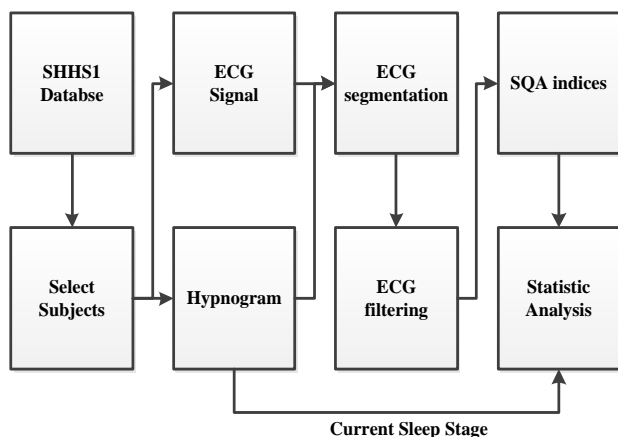 SHHS1
Databse
ECG
Signal
ECG
segmentation
SQA indices
Select
Subjects
Hypnogram
ECG
filtering
Statistic
Analysis
Current Sleep Stage